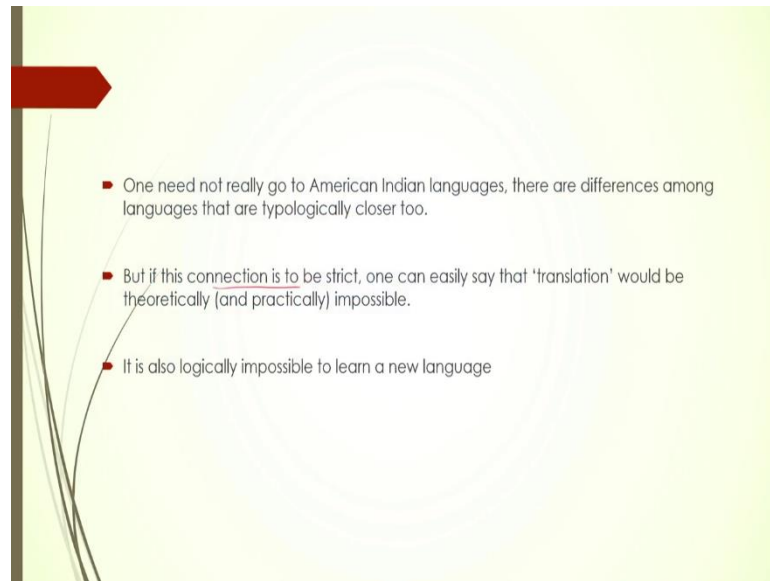 One need not really go to American Indian languages, there are differences among
languages that are typologically closer too.
But if this connection is to be strict, one can easily say that ‘translation’ would be
theoretically (and practically) impossible.
It is also logically impossible to learn a new language